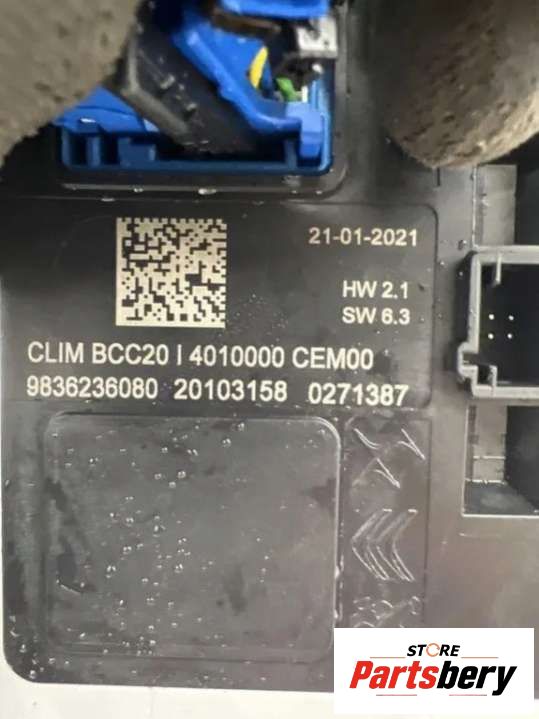 21-01-2021
HW 2.1
SW 6.3
CLIM BCC20 I 4010000 CEM00
9836236080 20103158 0271387
STORE
Partsbery